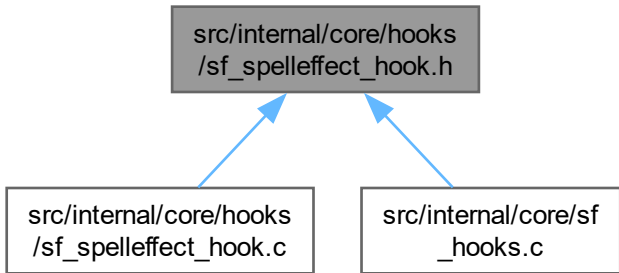 src/internal/core/hooks
/sf_spelleffect_hook.h
src/internal/core/hooks
/sf_spelleffect_hook.c
src/internal/core/sf
_hooks.c